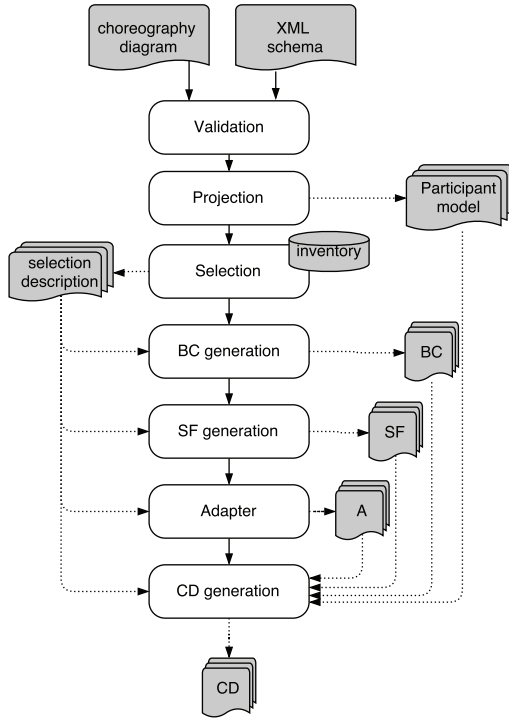 choreography
diagram
XML
schema
Validation
Projection
Participant
model
inventory
selection
description
Selection
BC generation
BC
SF generation
SF
Adapter
A
CD generation
CD